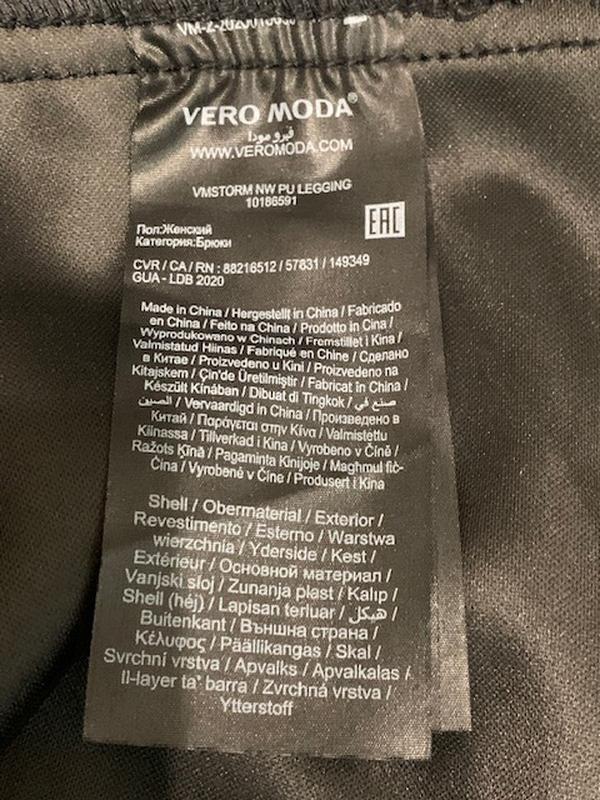 VERO MODA®
فيرو مودا
WWW.VEROMODA.COM
VMSTORM NW PU LEGGING
10186591
EAC
Пол:Женский
Категория:Брюки
CVR / CA / RN : 88216512 / 57831 / 149349
GUA - LDB 2020
Made in China / Hergestellt in China / Fabricado
en China / Feito na China / Prodotto in Cina /
Wyprodukowano w Chinach / Fremstillet i Kina /
Valmistatud Hiinas / Fabriqué en Chine / Сделано
в Китае / Proizvedeno u Kini / Proizvedeno na
Kitajskem / Çin'de Üretilmiştir / Fabricat în China /
Készült Kínában / Dibuat di Tingkok / صنع في
الصين / Vervaardigd in China / Произведено в
Китай / Παράγεται στην Κίνα / Valmistettu
Kiinassa / Tillverkad i Kina / Vyrobeno v Číně /
Ražots Ķīnā / Pagaminta Kinijoje / Magħmul fiċ-
Ċina / Vyrobené v Číne / Produsert i Kina
Shell / Obermaterial / Exterior /
Revestimento / Esterno / Warstwa
wierzchnia / Yderside / Kest /
Extérieur / Основной материал /
Vanjski sloj / Zunanja plast / Kalıp /
Shell (héj) / Lapisan terluar / هيكل /
Buitenkant / Външна страна /
Κέλυφος / Päällikangas / Skal /
Svrchní vrstva / Apvalks / Apvalkalas /
Il-layer ta' barra / Zvrchná vrstva /
Ytterstoff